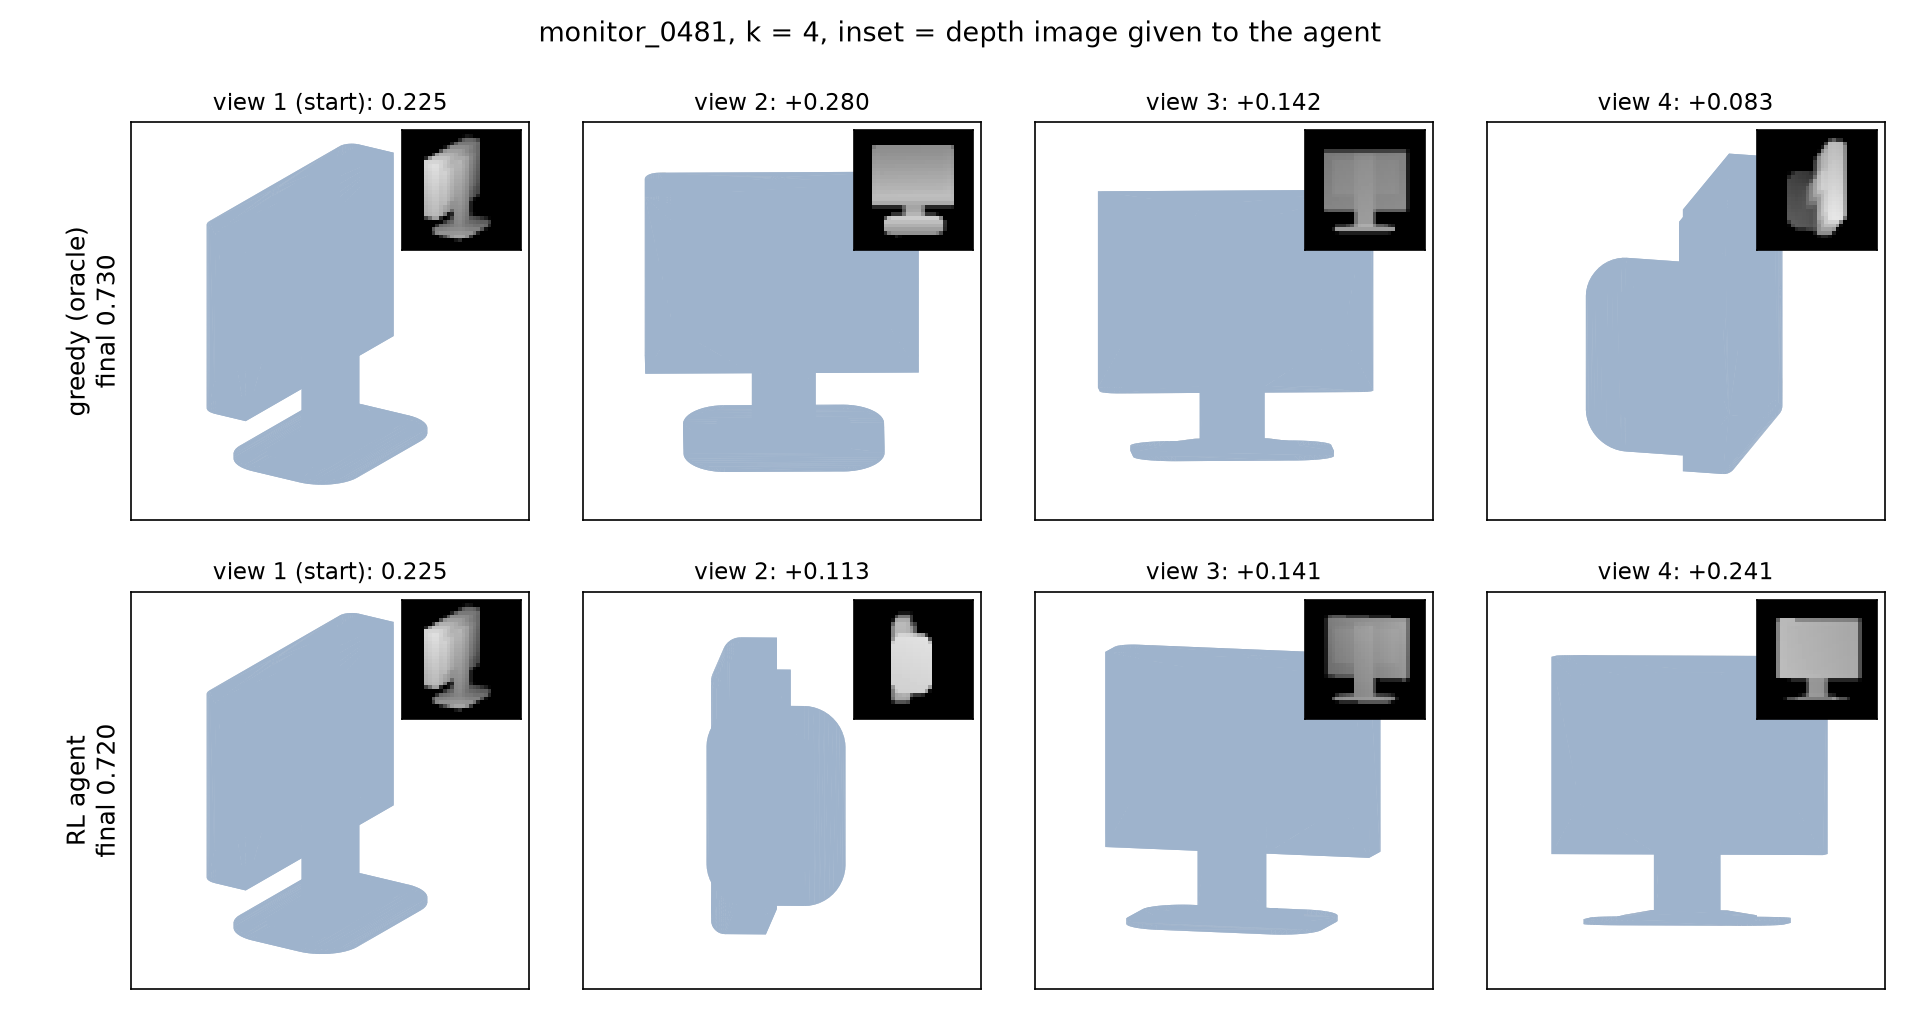 monitor_0481, k = 4, inset = depth image given to the agent
greedy (oracle)
final 0.730
view 1 (start): 0.225
view 2: +0.280
view 3: +0.142
view 4: +0.083
RL agent
final 0.720
view 1 (start): 0.225
view 2: +0.113
view 3: +0.141
view 4: +0.241